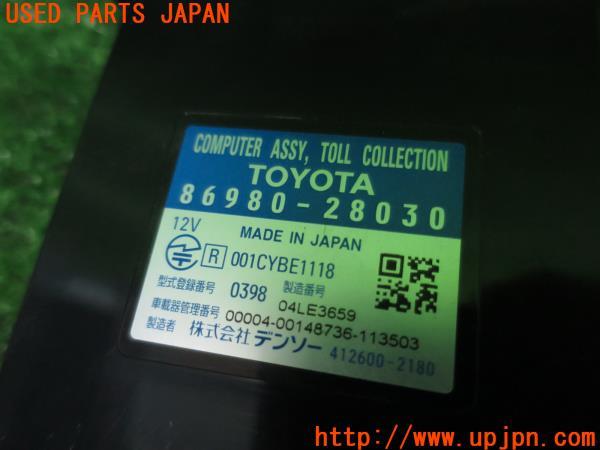 USED PARTS JAPAN
COMPUTER ASSY, TOLL COLLECTION
TOYOTA
86980-28030
12V
MADE IN JAPAN
R 001CYBE1118
型式登録番号 0398 製造番号 04LE3659
車載器管理番号 00004-00148736-113503
製造者 株式会社 デンソー 412600-2180
UPJ
http://www.upjpn.com